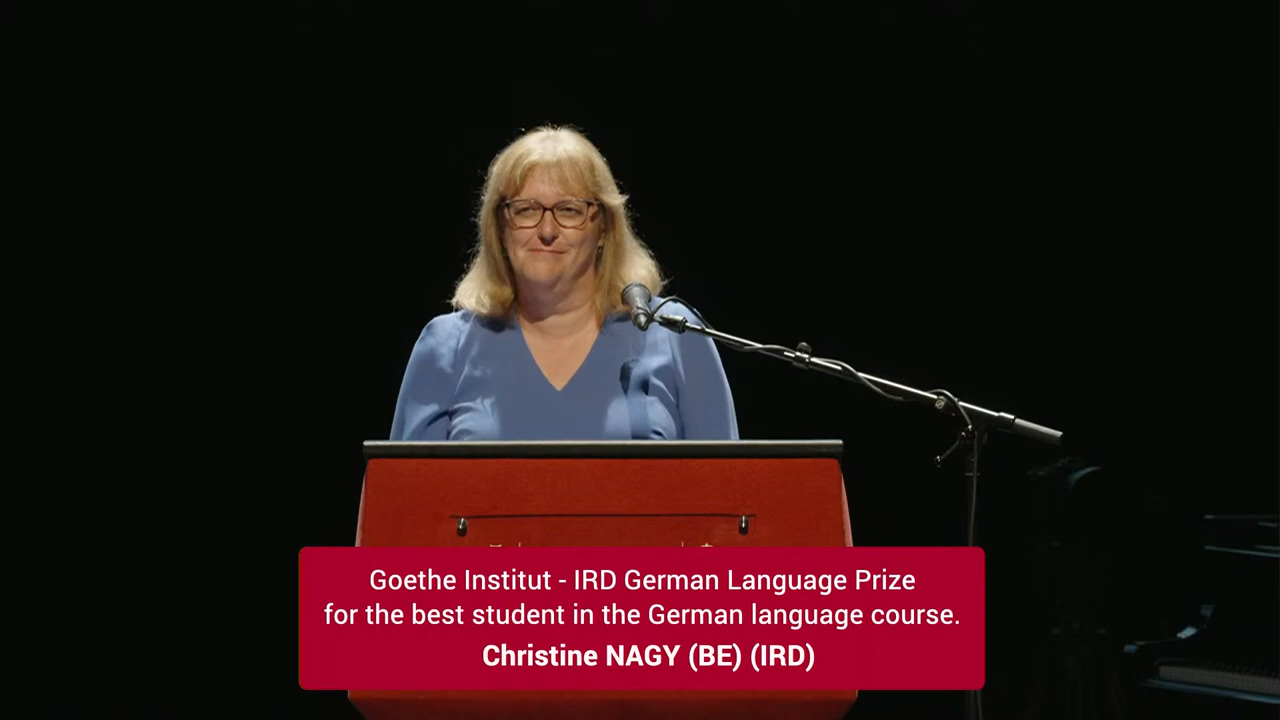 Goethe Institut - IRD German Language Prize
for the best student in the German language course.
Christine NAGY (BE) (IRD)